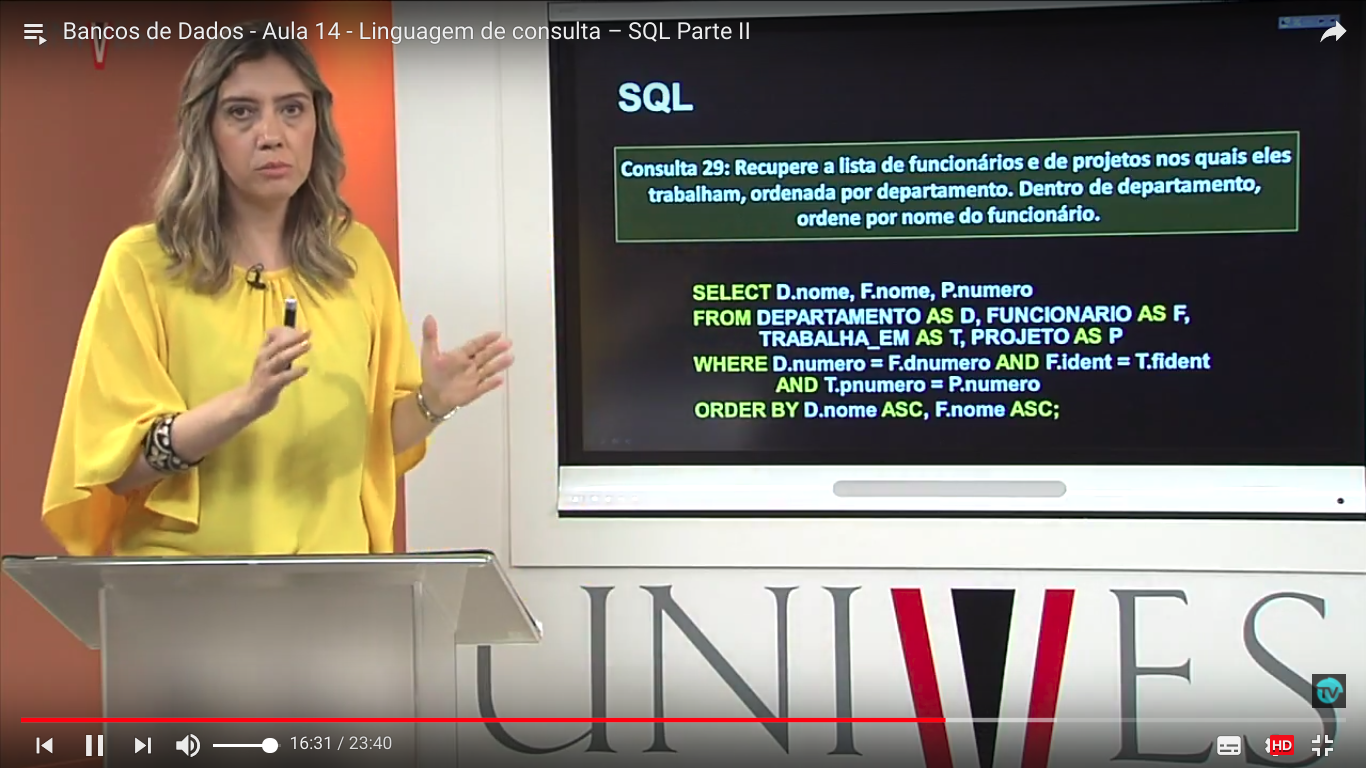 Bancos de Dados - Aula 14 - Linguagem de consulta – SQL Parte II
SQL
Consulta 29: Recupere a lista de funcionários e de projetos nos quais eles
trabalham, ordenada por departamento. Dentro de departamento,
ordene por nome do funcionário.
SELECT D.nome, F.nome, P.numero
FROM DEPARTAMENTO AS D, FUNCIONARIO AS F,
TRABALHA_EM AS T, PROJETO AS P
WHERE D.numero = F.dnumero AND F.ident = T.fident
AND T.pnumero = P.numero
ORDER BY D.nome ASC, F.nome ASC;
UNIVES
TV
16:31 / 23:40
HD